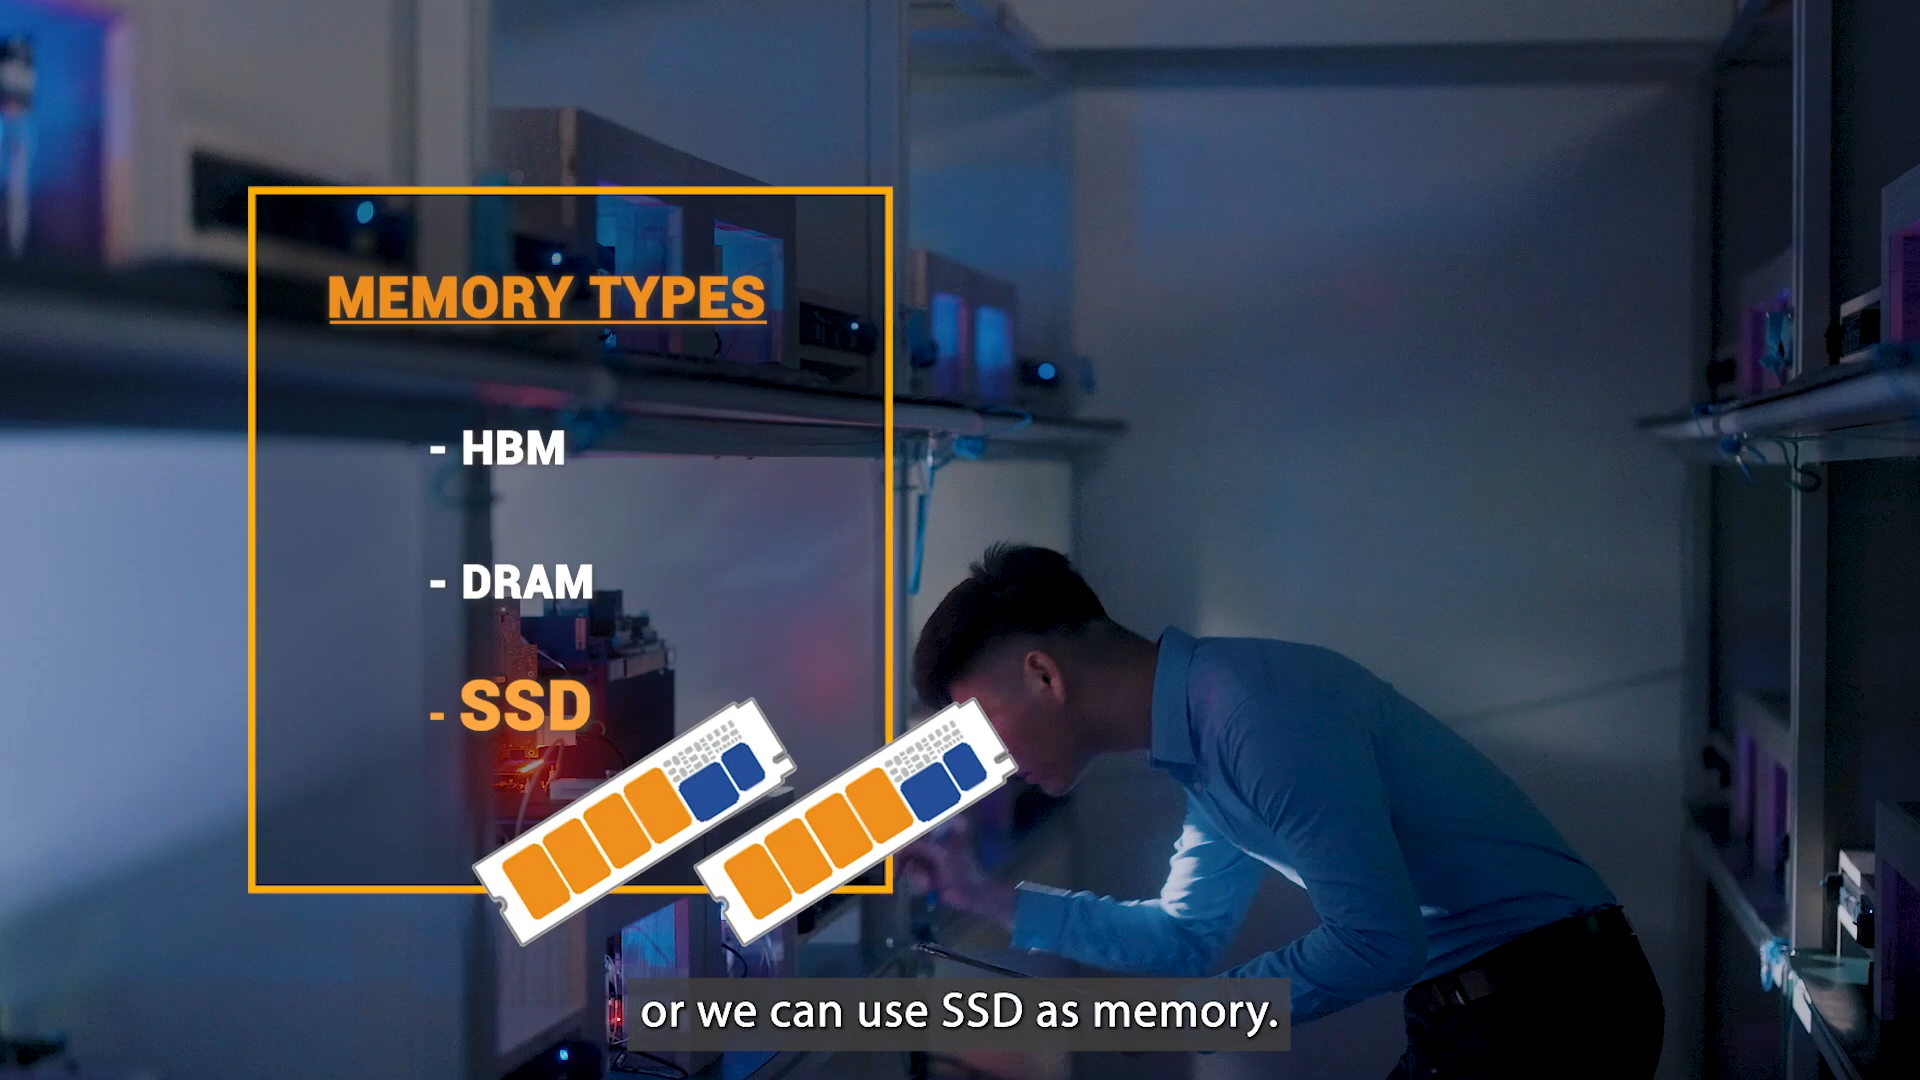 MEMORY TYPES
- HBM
- DRAM
- SSD
or we can use SSD as memory.